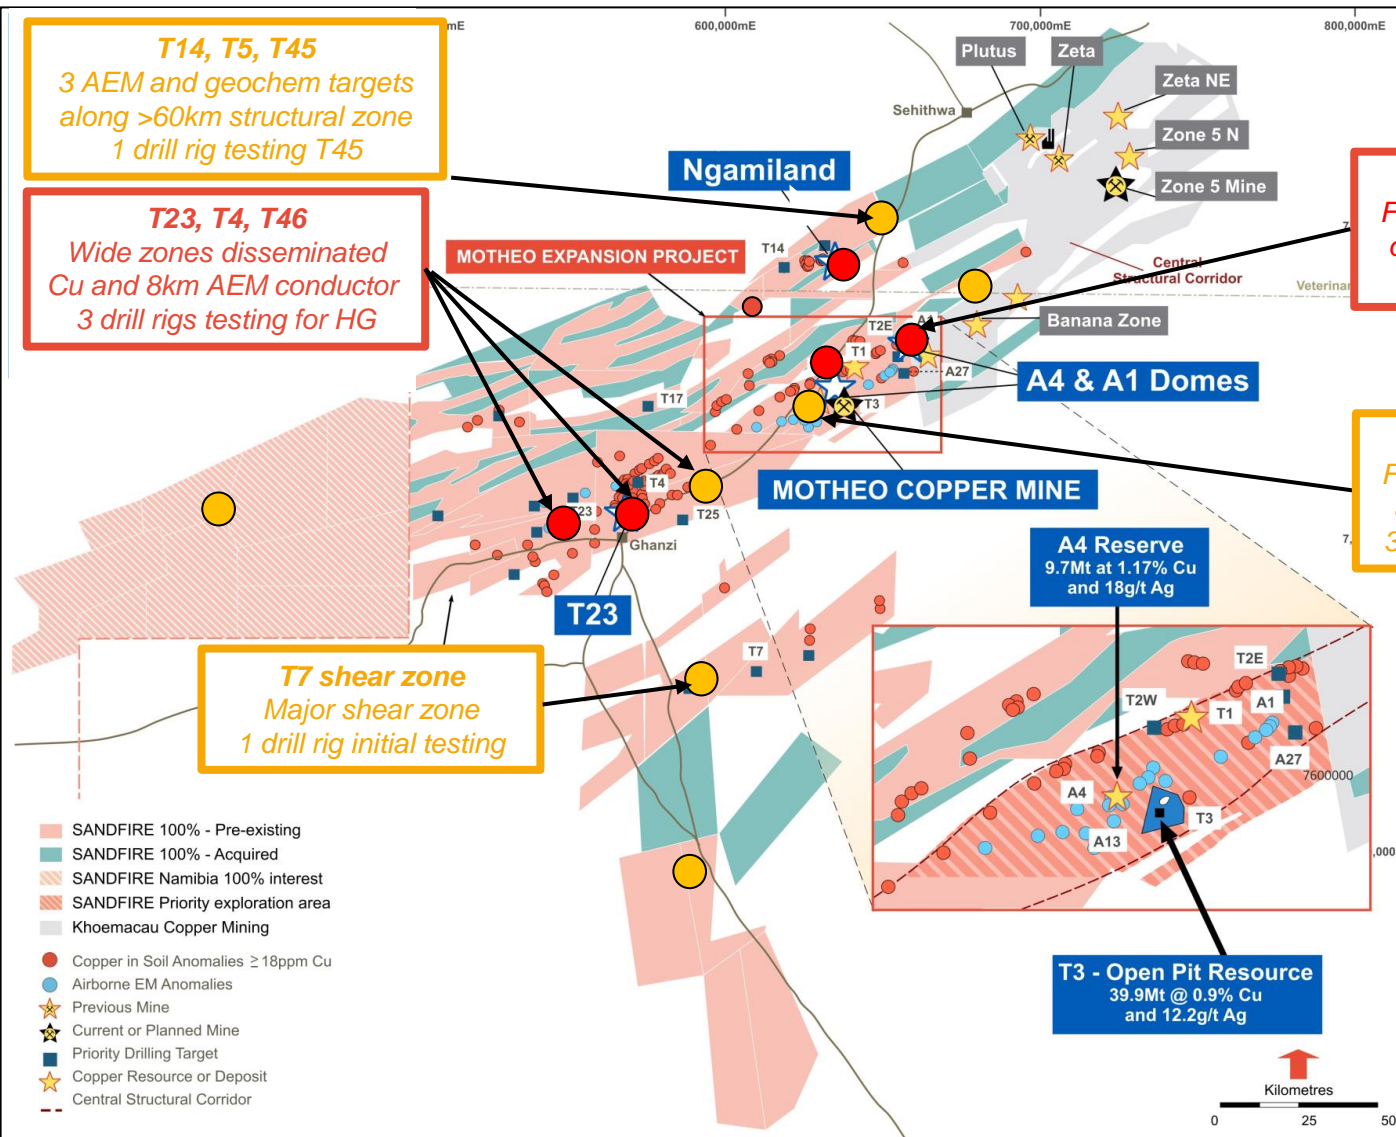 mE
600,000mE
700,000mE
800,000mE
T14, T5, T45
3 AEM and geochem targets
along >60km structural zone
1 drill rig testing T45
T23, T4, T46
Wide zones disseminated
Cu and 8km AEM conductor
3 drill rigs testing for HG
Plutus
Zeta
Zeta NE
Sehithwa
Zone 5 N
Ngamiland
Zone 5 Mine
F
T14
MOTHEO EXPANSION PROJECT
Central
Structural Corridor
Veterinar
Banana Zone
T2E
T1
A27
A4 & A1 Domes
T17
T3
T4
MOTHEO COPPER MINE
T23
T25
Ghanzi
F
3
7,
A4 Reserve
9.7Mt at 1.17% Cu
and 18g/t Ag
T23
T7
T7 shear zone
Major shear zone
1 drill rig initial testing
T2E
T2W
T1
A1
A27
7600000
A4
T3
A13
,000
SANDFIRE 100% - Pre-existing
SANDFIRE 100% - Acquired
SANDFIRE Namibia 100% interest
SANDFIRE Priority exploration area
Khoemacau Copper Mining
Copper in Soil Anomalies ≥18ppm Cu
Airborne EM Anomalies
Previous Mine
Current or Planned Mine
Priority Drilling Target
Copper Resource or Deposit
Central Structural Corridor
T3 - Open Pit Resource
39.9Mt @ 0.9% Cu
and 12.2g/t Ag
Kilometres
0 25 50